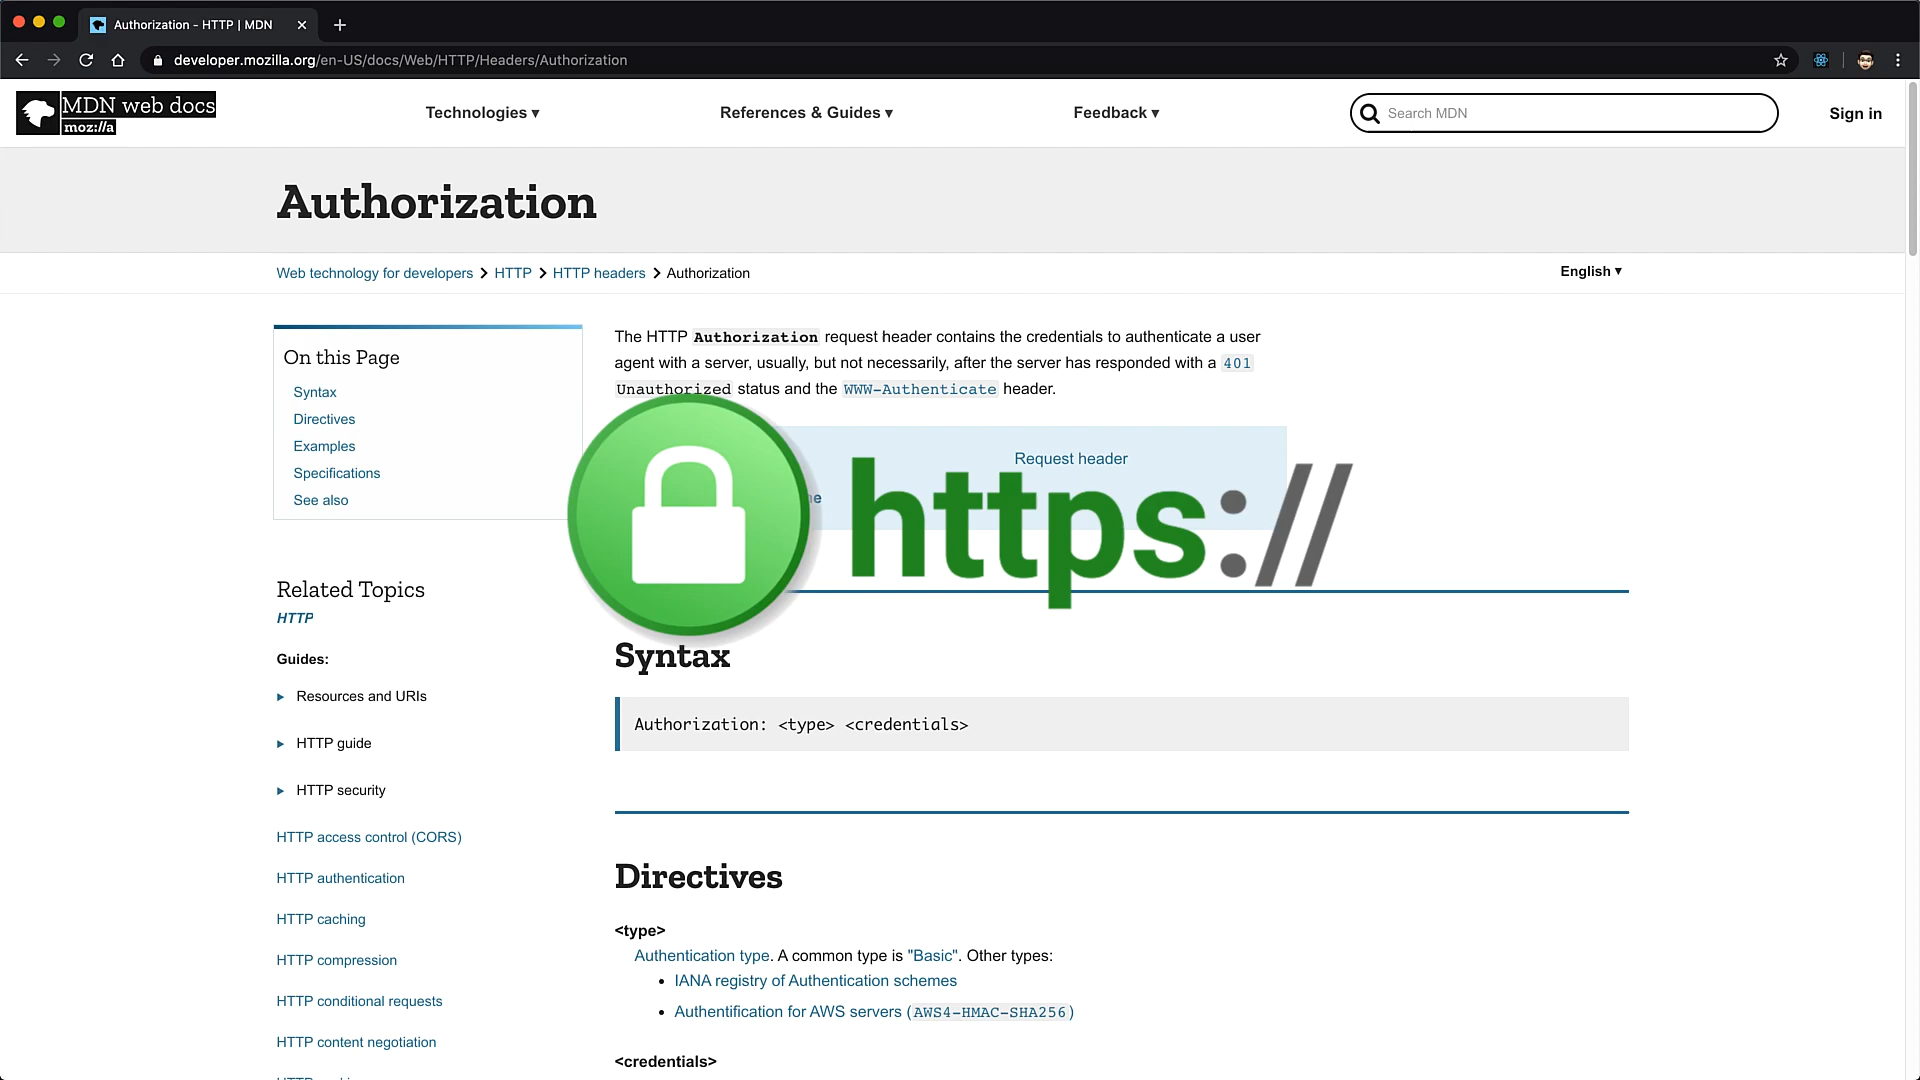 Authorization - HTTP | MDN
developer.mozilla.org/en-US/docs/Web/HTTP/Headers/Authorization
MDN web docs
moz://a
Technologies ▾
References & Guides ▾
Feedback ▾
Search MDN
Sign in
Authorization
Web technology for developers > HTTP > HTTP headers > Authorization
English ▾
On this Page
Syntax
Directives
Examples
Specifications
See also
Related Topics
HTTP
Guides:
Resources and URIs
HTTP guide
HTTP security
HTTP access control (CORS)
HTTP authentication
HTTP caching
HTTP compression
HTTP conditional requests
HTTP content negotiation
The HTTP Authorization request header contains the credentials to authenticate a user
agent with a server, usually, but not necessarily, after the server has responded with a 401
Unauthorized status and the WWW-Authenticate header.
Request header
https://
Syntax
Authorization: <type> <credentials>
Directives
<type>
Authentication type. A common type is "Basic". Other types:
• IANA registry of Authentication schemes
• Authentification for AWS servers (AWS4-HMAC-SHA256)
<credentials>